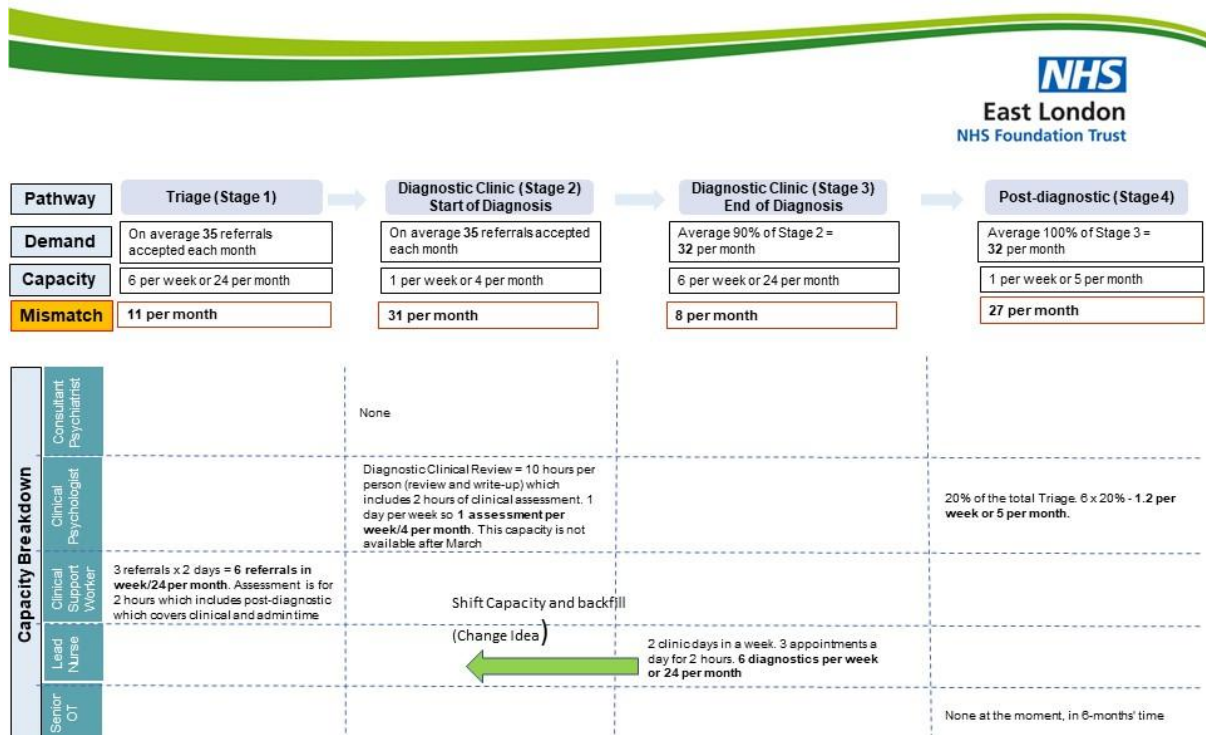 NHS
East London
NHS Foundation Trust
Pathway
Triage (Stage 1)
Diagnostic Clinic (Stage 2)
Start of Diagnosis
Diagnostic Clinic (Stage 3)
End of Diagnosis
Post-diagnostic (Stage 4)
Demand
On average 35 referrals
accepted each month
On average 35 referrals accepted
each month
Average 90% of Stage 2 =
32 per month
Average 100% of Stage 3 =
32 per month
Capacity
6 per week or 24 per month
1 per week or 4 per month
6 per week or 24 per month
1 per week or 5 per month
Mismatch
11 per month
31 per month
8 per month
27 per month
Capacity Breakdown
Consultant
Psychiatrist
None
Clinical
Psychologist
Diagnostic Clinical Review = 10 hours per
person (review and write-up) which
includes 2 hours of clinical assessment. 1
day per week so 1 assessment per
week/4 per month. This capacity is not
available after March
20% of the total Triage. 6 x 20% - 1.2 per
week or 5 per month.
Clinical
Support
Worker
3 referrals x 2 days = 6 referrals in
week/24 per month. Assessment is for
2 hours which includes post-diagnostic
which covers clinical and admin time
Shift Capacity and backfill
(Change Idea)
Lead
Nurse
2 clinic days in a week. 3 appointments a
day for 2 hours. 6 diagnostics per week
or 24 per month
Senior
OT
None at the moment, in 6-months' time